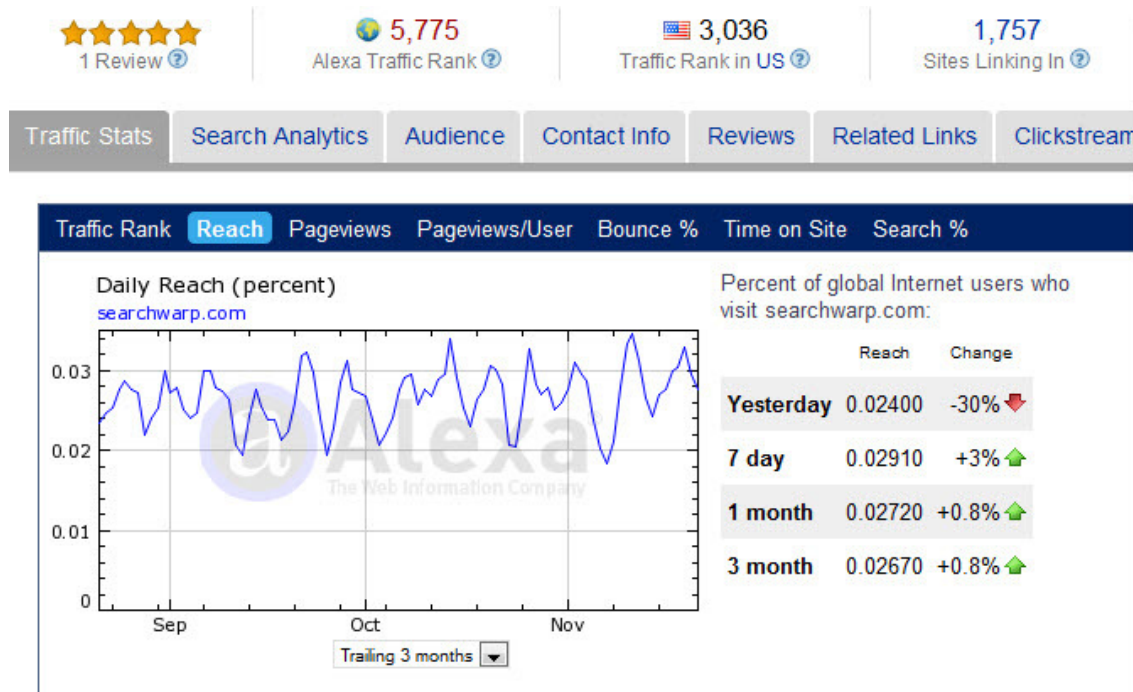 5,775
3,036
1,757
1 Review ?
Alexa Traffic Rank ?
Traffic Rank in US ?
Sites Linking In ?
Traffic Stats
Search Analytics
Audience
Contact Info
Reviews
Related Links
Clickstream
Traffic Rank
Reach
Pageviews
Pageviews/User
Bounce %
Time on Site
Search %
Daily Reach (percent)
searchwarp.com
0.03
0.02
0.01
0
Sep
Oct
Nov
a Alexa
The Web Information Company
Trailing 3 months
Percent of global Internet users who
visit searchwarp.com:
Reach Change
Yesterday 0.02400 -30%
7 day 0.02910 +3%
1 month 0.02720 +0.8%
3 month 0.02670 +0.8%